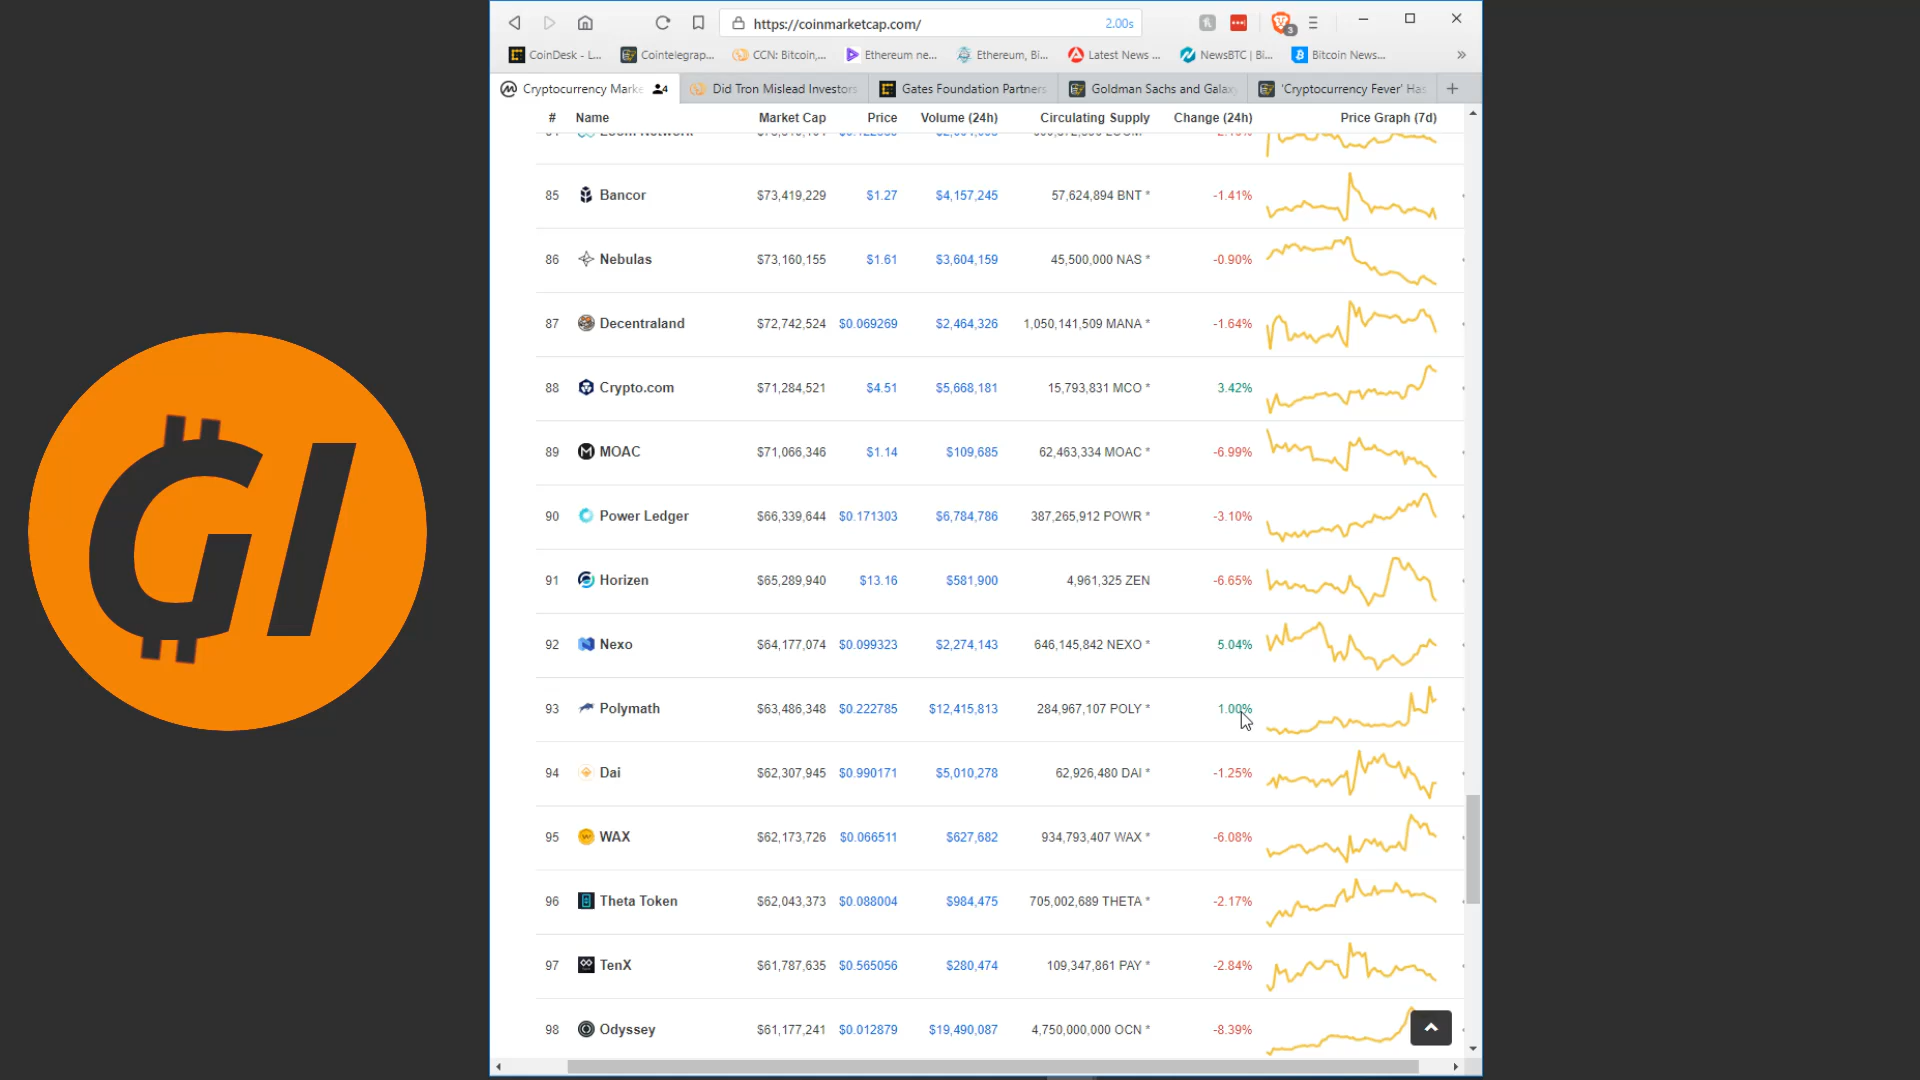 https://coinmarketcap.com/ 2.00s 3
CoinDesk - L... Cointelegrap... CCN: Bitcoin,... Ethereum ne... Ethereum, Bi... Latest News ... NewsBTC | Bi... Bitcoin News... »
Cryptocurrency Marke 4 Did Tron Mislead Investors Gates Foundation Partners Goldman Sachs and Galax 'Cryptocurrency Fever' Has +
# Name Market Cap Price Volume (24h) Circulating Supply Change (24h) Price Graph (7d)
85 Bancor $73,419,229 $1.27 $4,157,245 57,624,894 BNT * -1.41%
86 Nebulas $73,160,155 $1.61 $3,604,159 45,500,000 NAS * -0.90%
87 Decentraland $72,742,524 $0.069269 $2,464,326 1,050,141,509 MANA * -1.64%
88 Crypto.com $71,284,521 $4.51 $5,668,181 15,793,831 MCO * 3.42%
89 MOAC $71,066,346 $1.14 $109,685 62,463,334 MOAC * -6.99%
90 Power Ledger $66,339,644 $0.171303 $6,784,786 387,265,912 POWR * -3.10%
91 Horizen $65,289,940 $13.16 $581,900 4,961,325 ZEN -6.65%
92 Nexo $64,177,074 $0.099323 $2,274,143 646,145,842 NEXO * 5.04%
93 Polymath $63,486,348 $0.222785 $12,415,813 284,967,107 POLY * 1.00%
94 Dai $62,307,945 $0.990171 $5,010,278 62,926,480 DAI * -1.25%
95 WAX $62,173,726 $0.066511 $627,682 934,793,407 WAX * -6.08%
96 Theta Token $62,043,373 $0.088004 $984,475 705,002,689 THETA * -2.17%
97 TenX $61,787,635 $0.565056 $280,474 109,347,861 PAY * -2.84%
98 Odyssey $61,177,241 $0.012879 $19,490,087 4,750,000,000 OCN * -8.39%
GI